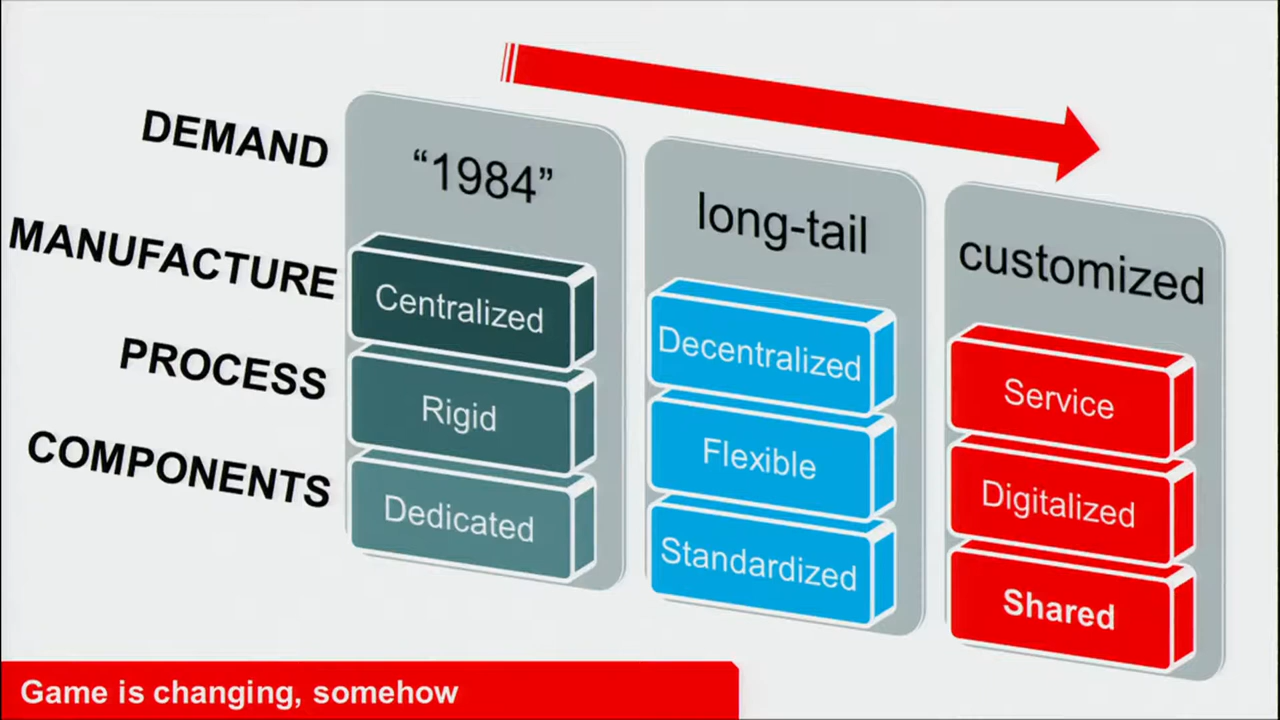 DEMAND
“1984”
long-tail
customized
MANUFACTURE
Centralized
Decentralized
Service
PROCESS
Rigid
Flexible
Digitalized
COMPONENTS
Dedicated
Standardized
Shared
Game is changing, somehow